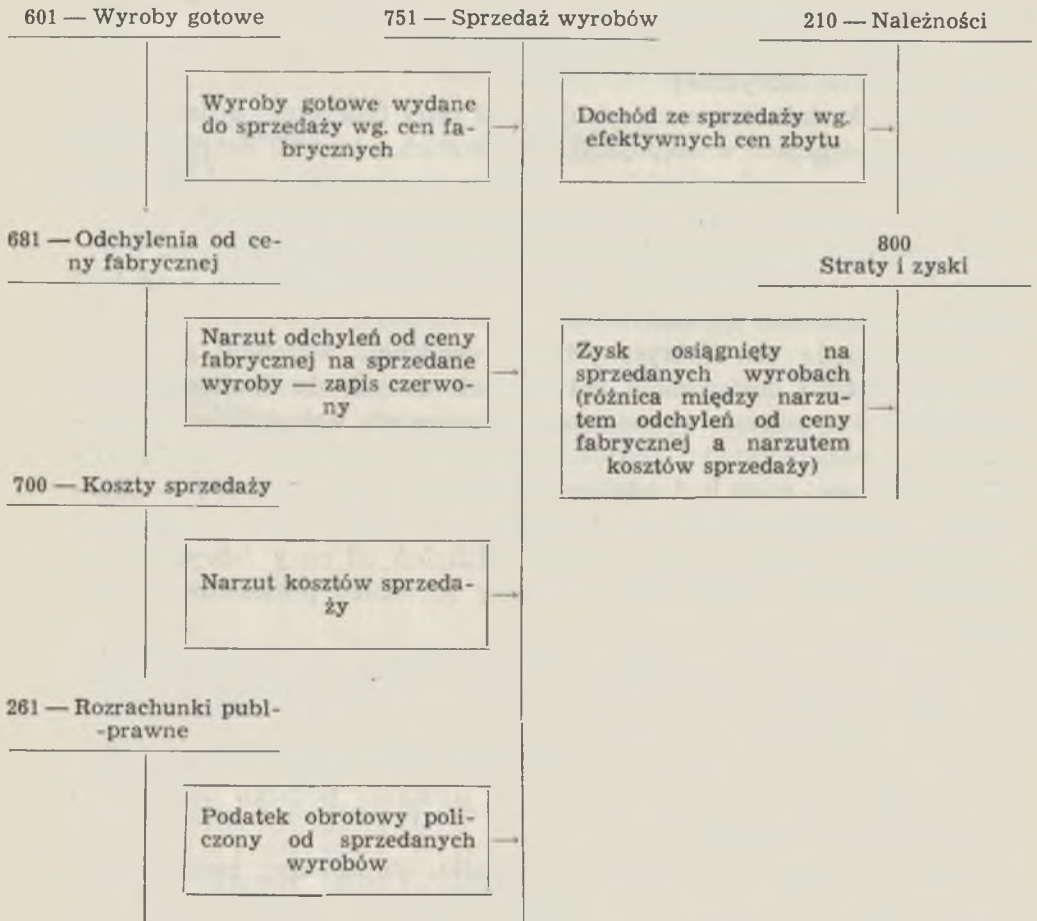 601 — Wyroby gotowe
751 — Sprzedaż wyrobów
210 — Należności
Wyroby gotowe wydane
do sprzedaży wg. cen fa-
brycznych
Dochód ze sprzedaży wg.
efektywnych cen zbytu
681 — Odchylenia od ce-
ny fabrycznej
800
Straty i zyski
Narzut odchyleń od ceny
fabrycznej na sprzedane
wyroby — zapis czerwo-
ny
Zysk osiągnięty na
sprzedanych wyrobach
(różnica między narzu-
tem odchyleń od ceny
fabrycznej a narzutem
kosztów sprzedaży)
700 — Koszty sprzedaży
Narzut kosztów sprzeda-
ży
261 — Rozrachunki publ-
-prawne
Podatek obrotowy poli-
czony od sprzedanych
wyrobów